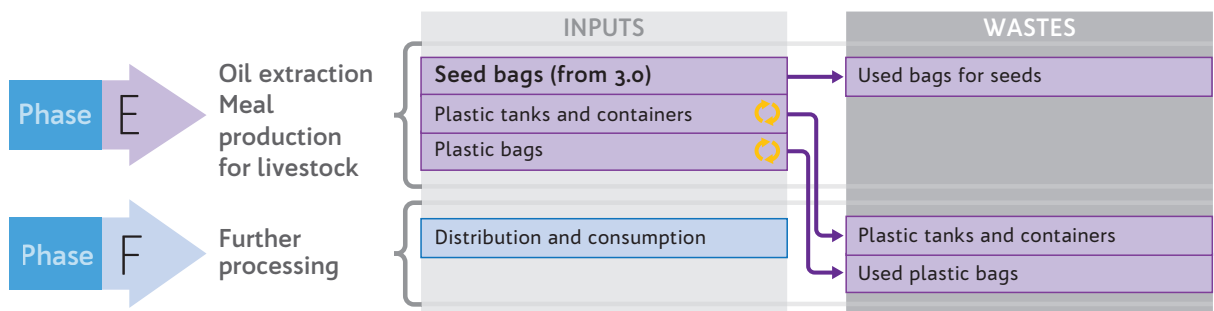 INPUTS
WASTES
Phase E
Oil extraction
Meal
production
for livestock
Seed bags (from 3.0)
Plastic tanks and containers
Plastic bags
Used bags for seeds
Phase F
Further
processing
Distribution and consumption
Plastic tanks and containers
Used plastic bags